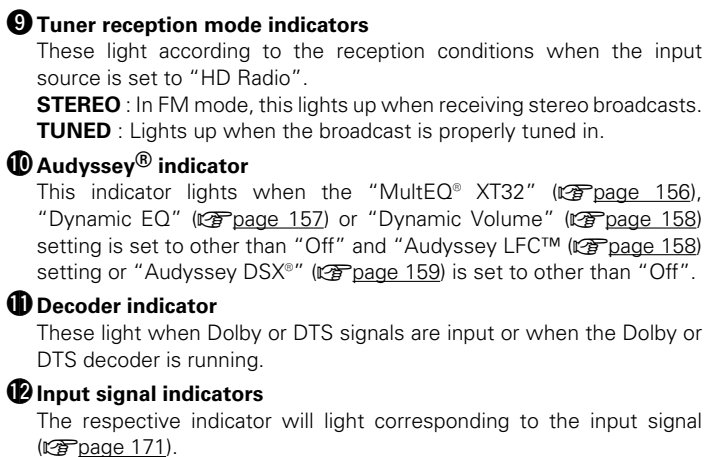 ❾ Tuner reception mode indicators
These light according to the reception conditions when the input
source is set to “HD Radio”.
STEREO : In FM mode, this lights up when receiving stereo broadcasts.
TUNED : Lights up when the broadcast is properly tuned in.
❿ Audyssey® indicator
This indicator lights when the “MultEQ® XT32” (☞page 156),
“Dynamic EQ” (☞page 157) or “Dynamic Volume” (☞page 158)
setting is set to other than “Off” and “Audyssey LFC™ (☞page 158)
setting or “Audyssey DSX®” (☞page 159) is set to other than “Off”.
⓫ Decoder indicator
These light when Dolby or DTS signals are input or when the Dolby or
DTS decoder is running.
⓬ Input signal indicators
The respective indicator will light corresponding to the input signal
(☞page 171).